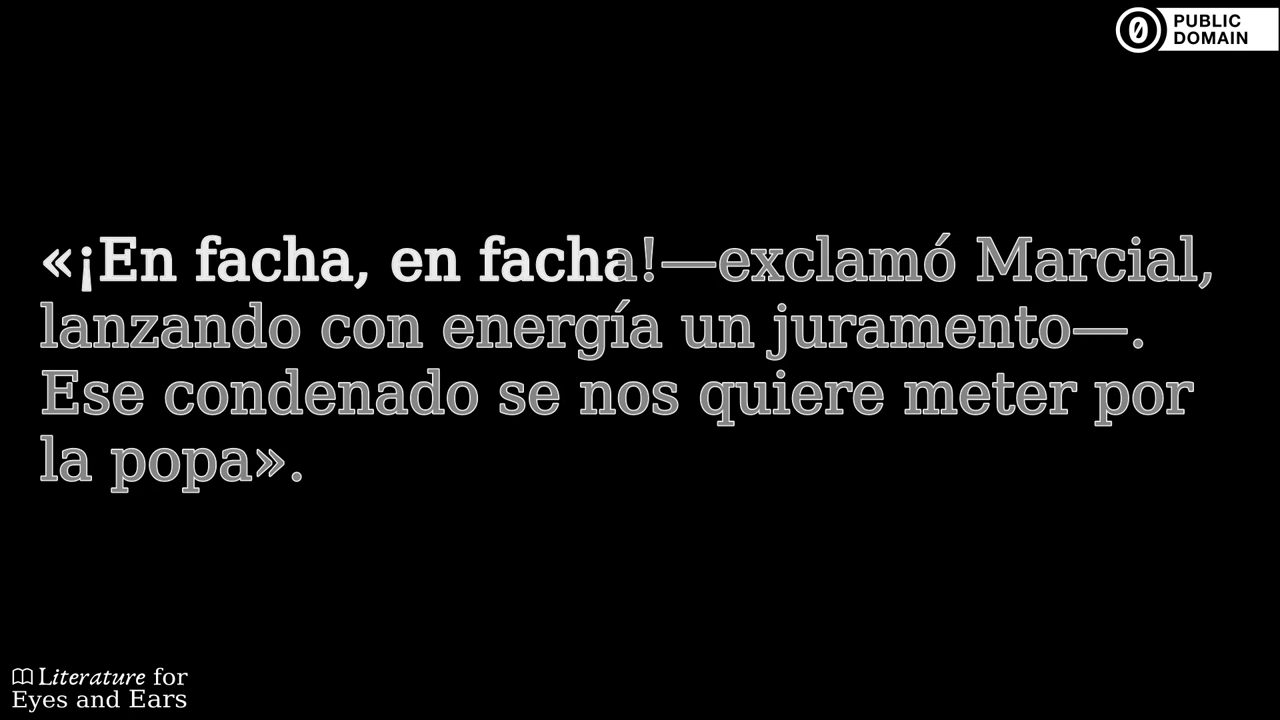 PUBLIC
DOMAIN
«¡En facha, en facha!—exclamó Marcial,
lanzando con energía un juramento—.
Ese condenado se nos quiere meter por
la popa».
Literature for
Eyes and Ears